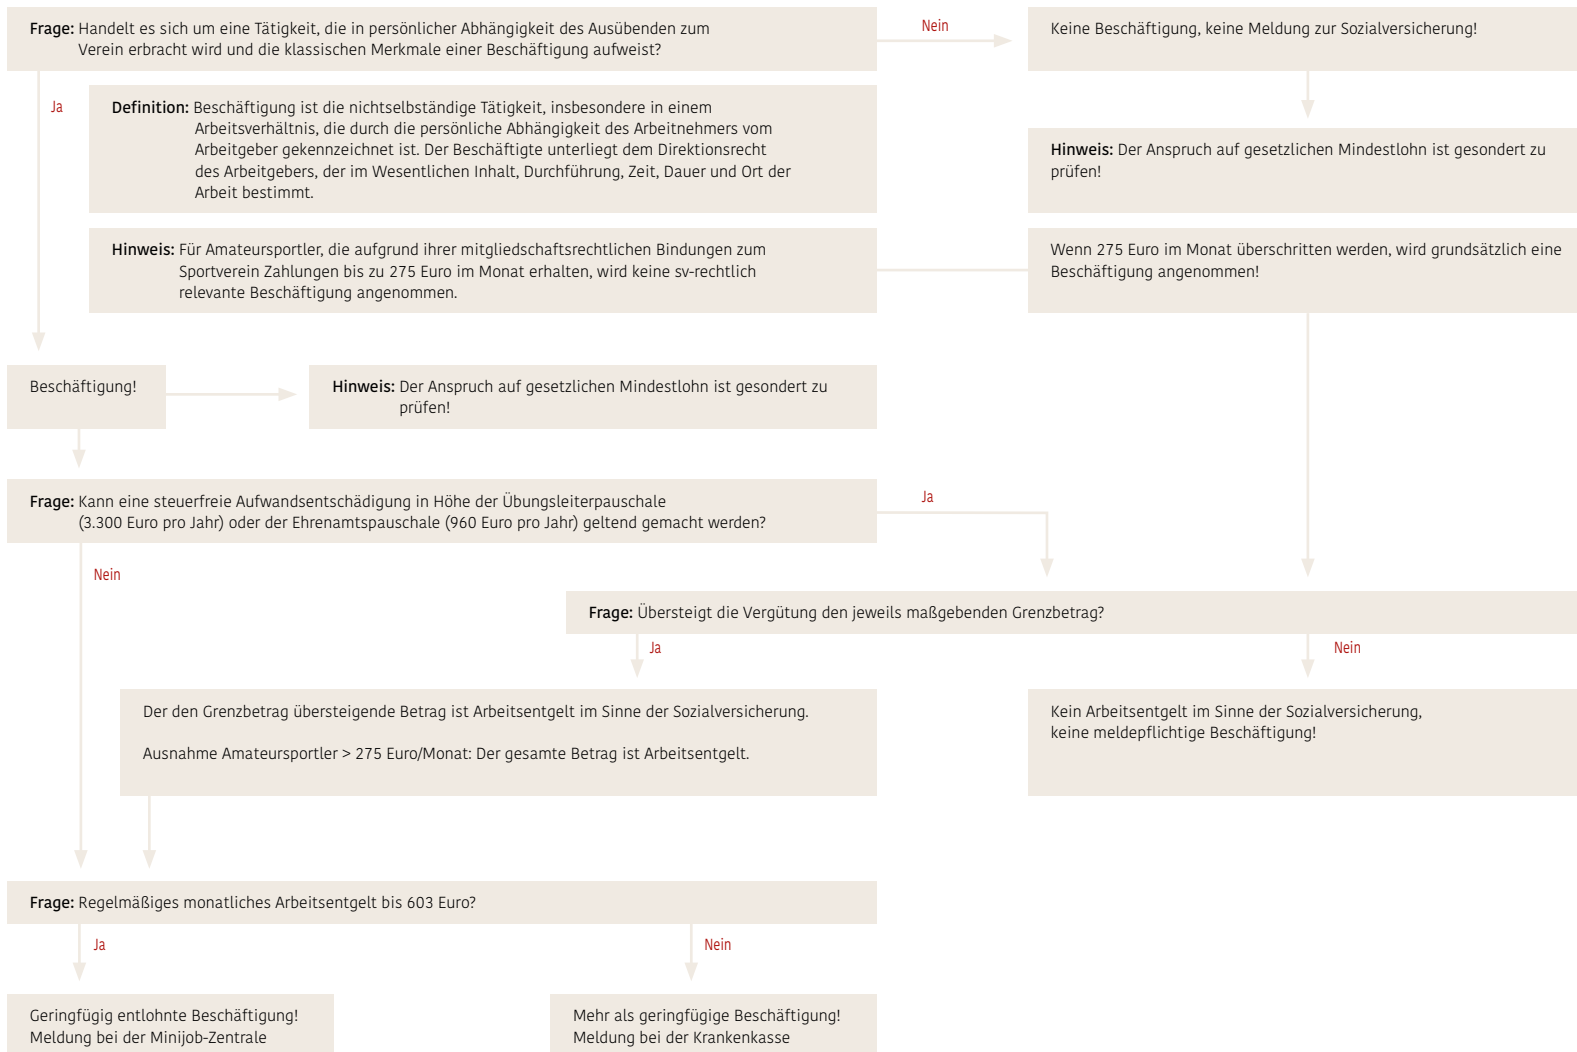 Frage: Handelt es sich um eine Tätigkeit, die in persönlicher Abhängigkeit des Ausübenden zum
Verein erbracht wird und die klassischen Merkmale einer Beschäftigung aufweist?
Nein
Keine Beschäftigung, keine Meldung zur Sozialversicherung!
Ja
Definition: Beschäftigung ist die nichtselbständige Tätigkeit, insbesondere in einem
Arbeitsverhältnis, die durch die persönliche Abhängigkeit des Arbeitnehmers vom
Arbeitgeber gekennzeichnet ist. Der Beschäftigte unterliegt dem Direktionsrecht
des Arbeitgebers, der im Wesentlichen Inhalt, Durchführung, Zeit, Dauer und Ort der
Arbeit bestimmt.
Hinweis: Der Anspruch auf gesetzlichen Mindestlohn ist gesondert zu
prüfen!
Hinweis: Für Amateursportler, die aufgrund ihrer mitgliedschaftsrechtlichen Bindungen zum
Sportverein Zahlungen bis zu 275 Euro im Monat erhalten, wird keine sv-rechtlich
relevante Beschäftigung angenommen.
Wenn 275 Euro im Monat überschritten werden, wird grundsätzlich eine
Beschäftigung angenommen!
Beschäftigung!
Hinweis: Der Anspruch auf gesetzlichen Mindestlohn ist gesondert zu
prüfen!
Frage: Kann eine steuerfreie Aufwandsentschädigung in Höhe der Übungsleiterpauschale
(3.300 Euro pro Jahr) oder der Ehrenamtspauschale (960 Euro pro Jahr) geltend gemacht werden?
Ja
Nein
Frage: Übersteigt die Vergütung den jeweils maßgebenden Grenzbetrag?
Ja
Nein
Der den Grenzbetrag übersteigende Betrag ist Arbeitsentgelt im Sinne der Sozialversicherung.
Ausnahme Amateursportler > 275 Euro/Monat: Der gesamte Betrag ist Arbeitsentgelt.
Kein Arbeitsentgelt im Sinne der Sozialversicherung,
keine meldepflichtige Beschäftigung!
Frage: Regelmäßiges monatliches Arbeitsentgelt bis 603 Euro?
Ja
Nein
Geringfügig entlohnte Beschäftigung!
Meldung bei der Minijob-Zentrale
Mehr als geringfügige Beschäftigung!
Meldung bei der Krankenkasse